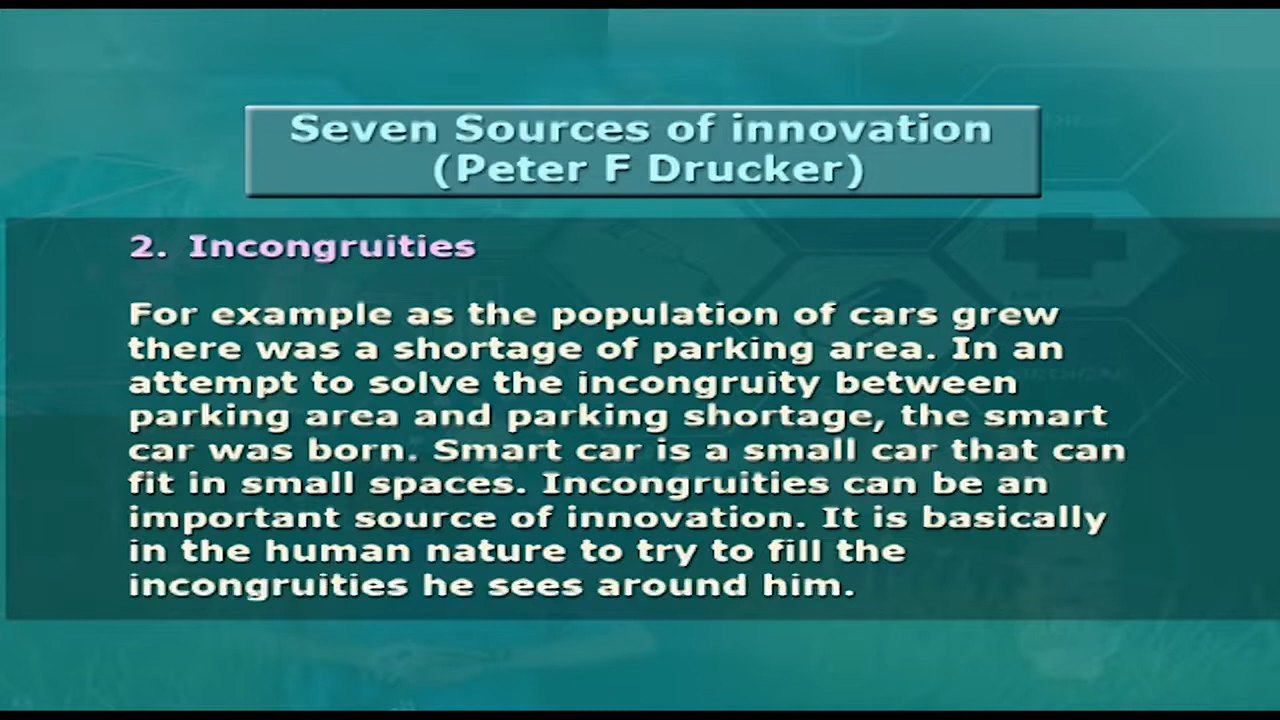 Seven Sources of innovation
(Peter F Drucker)
2. Incongruities
For example as the population of cars grew
there was a shortage of parking area. In an
attempt to solve the incongruity between
parking area and parking shortage, the smart
car was born. Smart car is a small car that can
fit in small spaces. Incongruities can be an
important source of innovation. It is basically
in the human nature to try to fill the
incongruities he sees around him.